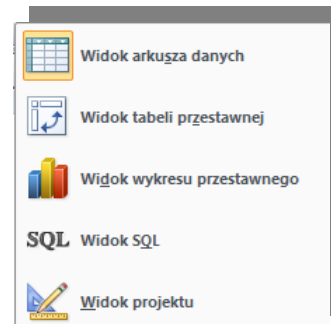 Widok arkusza danych
Widok tabeli przestawnej
Widok wykresu przestawnego
SQL Widok SQL
Widok projektu